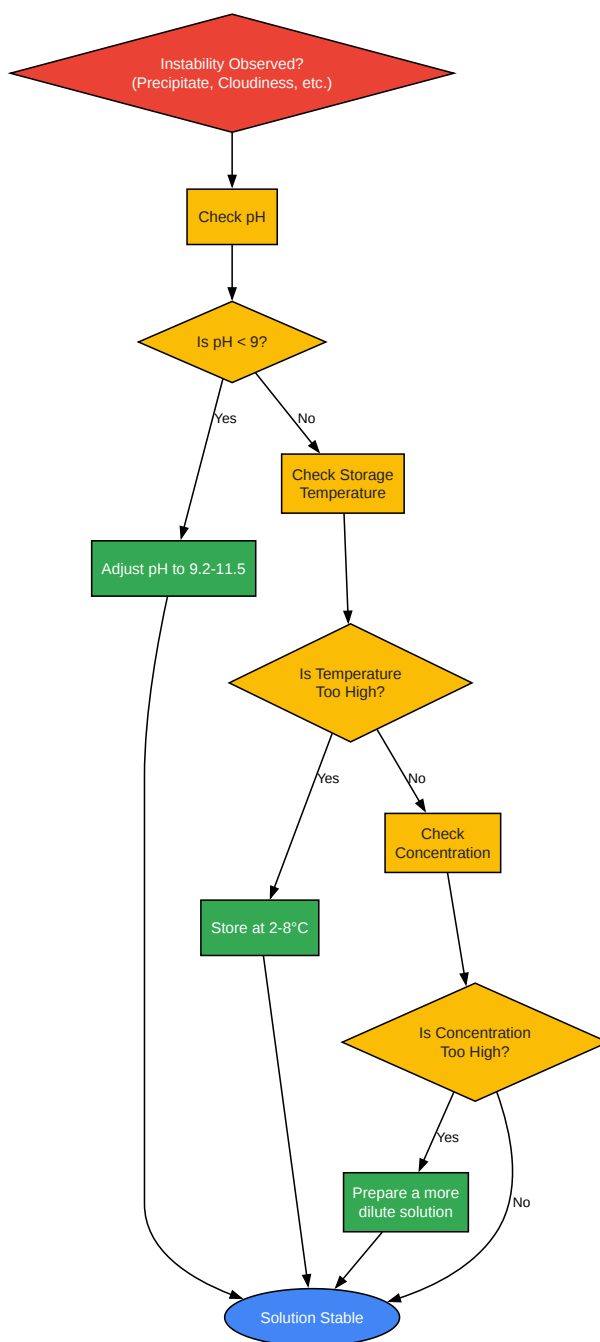 Instability Observed?
(Precipitate, Cloudiness, etc.)
Check pH
Is pH < 9?
Yes
No
Check Storage
Temperature
Adjust pH to 9.2-11.5
Is Temperature
Too High?
Yes
No
Check
Concentration
Store at 2-8°C
Is Concentration
Too High?
Yes
Prepare a more
dilute solution
No
Solution Stable